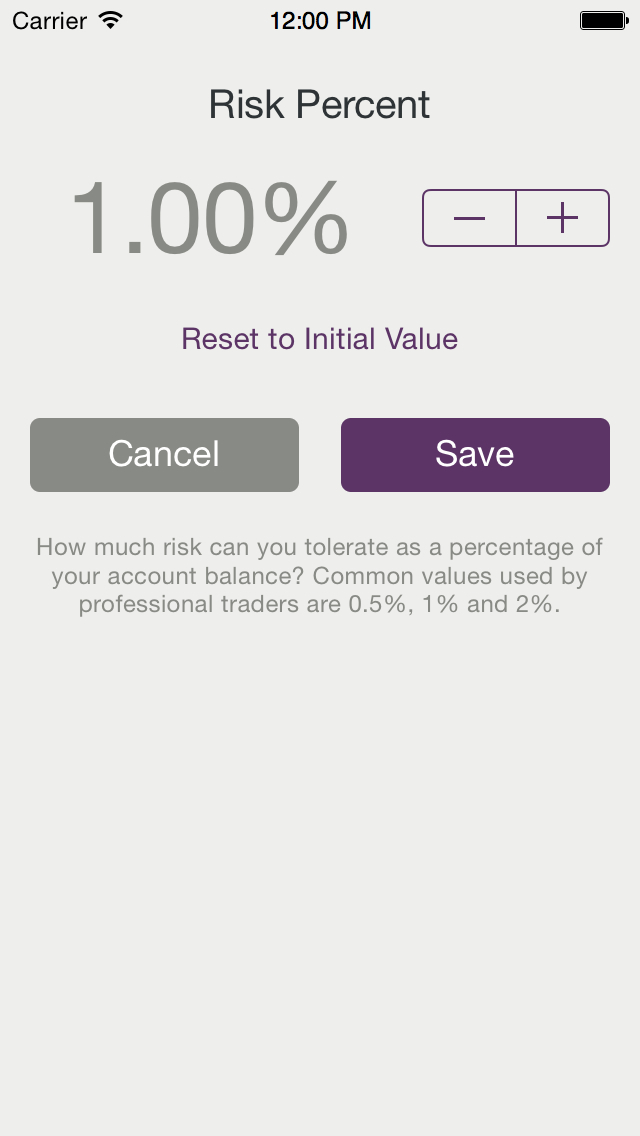 Carrier 12:00 PM
Risk Percent
1.00%
− +
Reset to Initial Value
Cancel Save
How much risk can you tolerate as a percentage of
your account balance? Common values used by
professional traders are 0.5%, 1% and 2%.